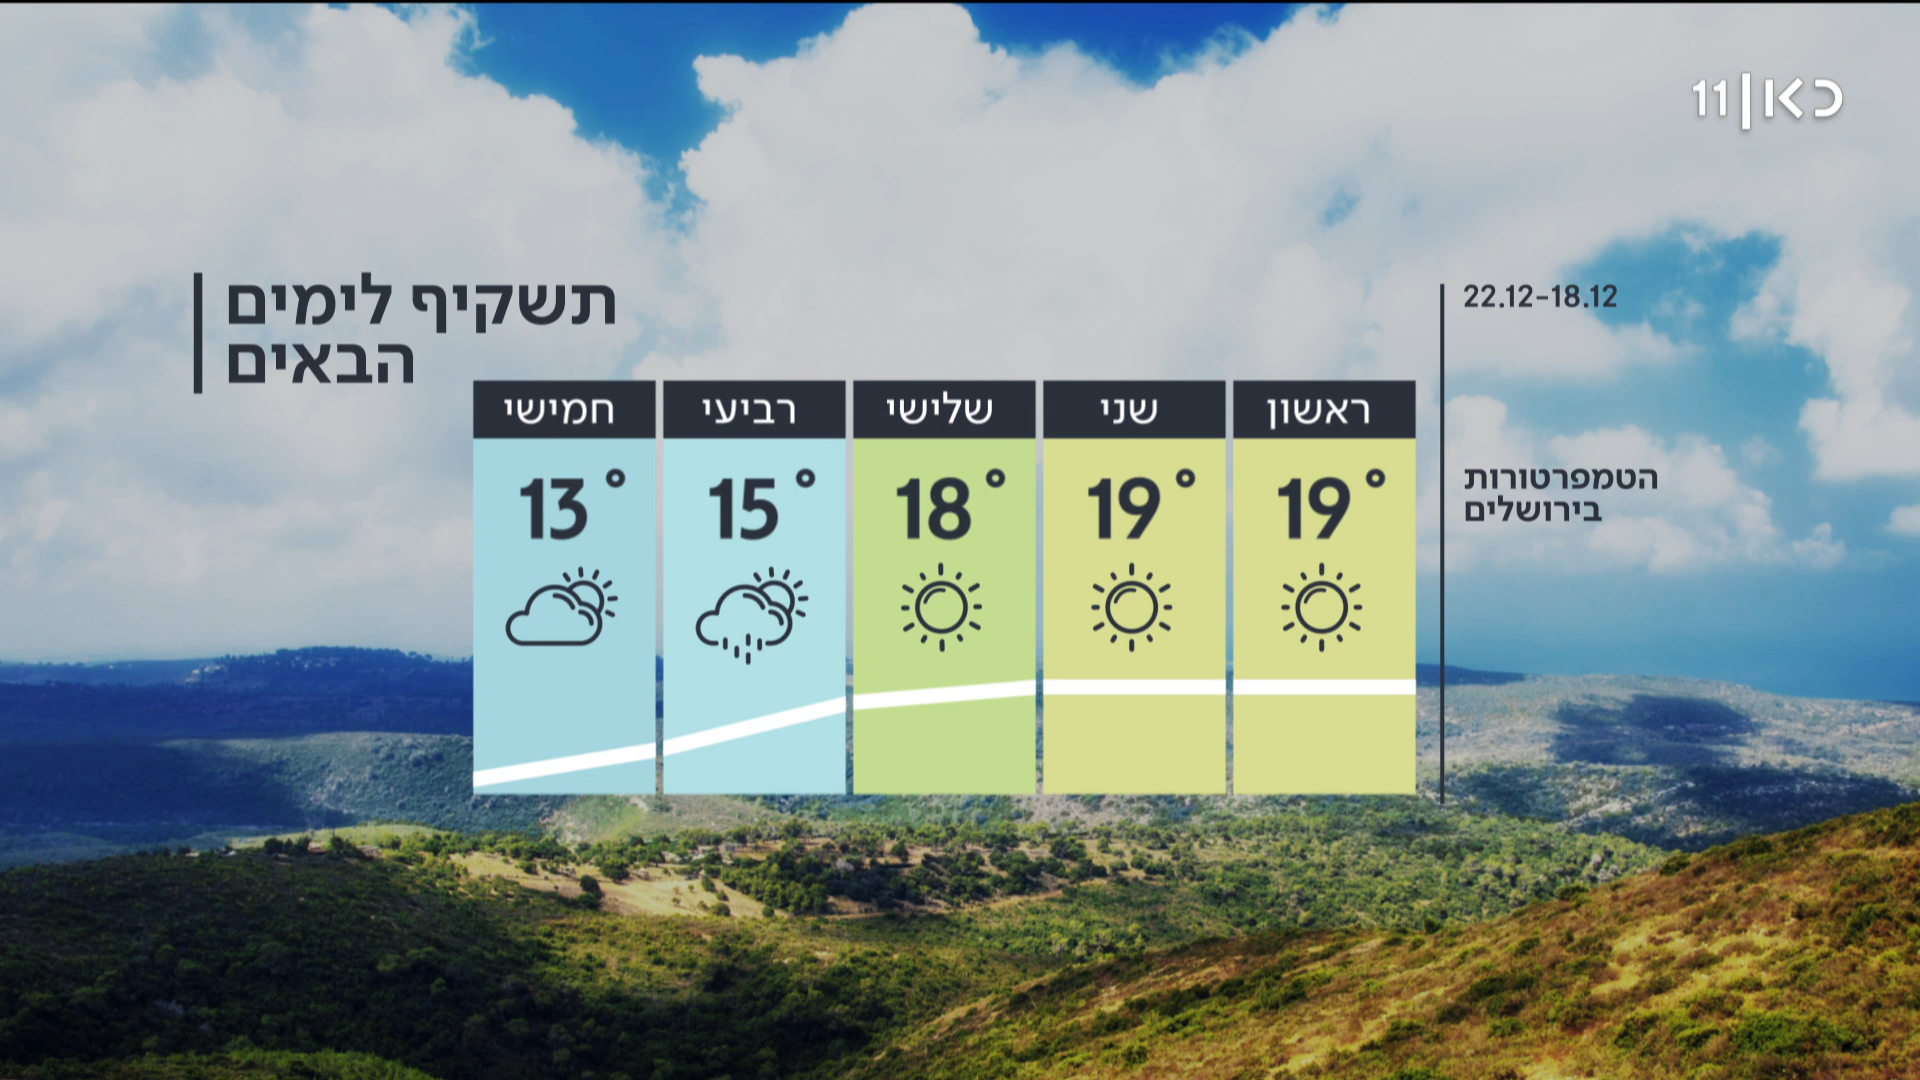 כאן 11
תשקיף לימים
הבאים
22.12-18.12
הטמפרטורות
בירושלים
ראשון
שני
שלישי
רביעי
חמישי
19°
19°
18°
15°
13°